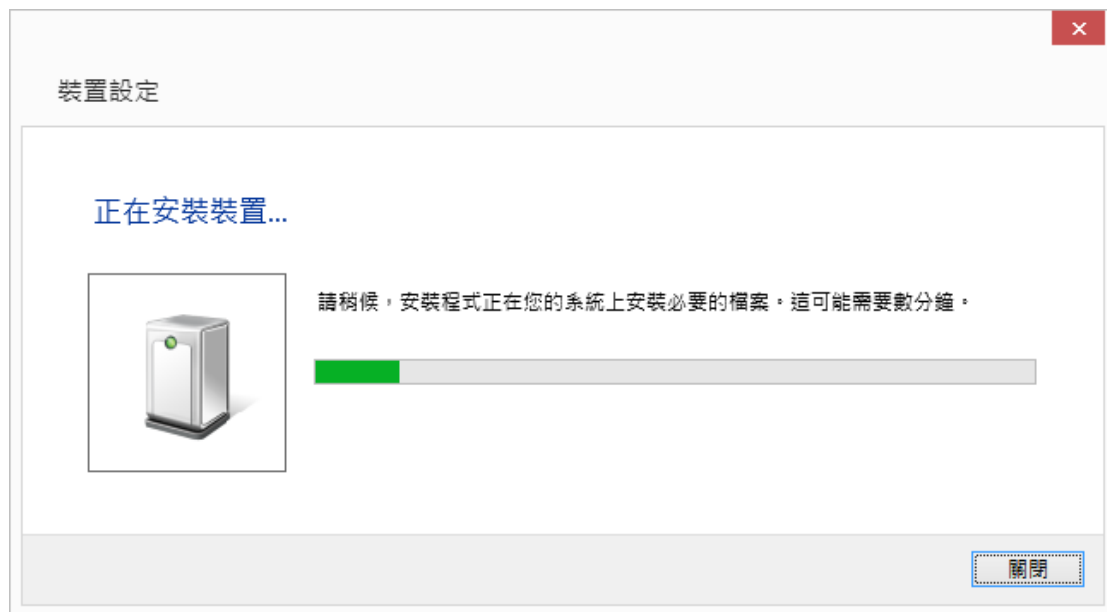 裝置設定
正在安裝裝置...
請稍候，安裝程式正在您的系統上安裝必要的檔案。這可能需要數分鐘。
關閉